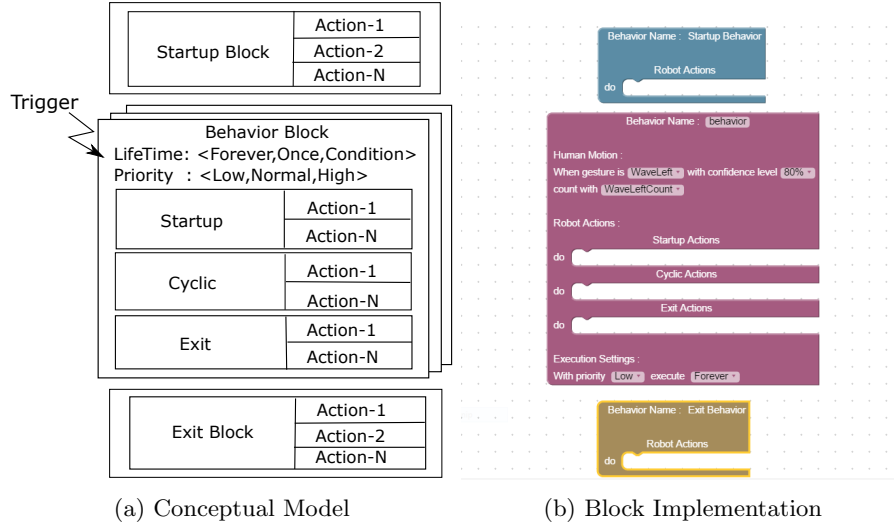 Startup Block
Action-1
Action-2
Action-N
Trigger
Behavior Block
LifeTime: <Forever,Once,Condition>
Priority : <Low,Normal,High>
Startup
Action-1
Action-N
Cyclic
Action-1
Action-N
Exit
Action-1
Action-N
Exit Block
Action-1
Action-2
Action-N
(a) Conceptual Model
Behavior Name : Startup Behavior
Robot Actions
do
Behavior Name : behavior
Human Motion :
When gesture is WaveLeft with confidence level 80%
count with WaveLeftCount
Robot Actions :
Startup Actions
do
Cyclic Actions
do
Exit Actions
do
Execution Settings :
With priority Low execute Forever
Behavior Name : Exit Behavior
Robot Actions
do
(b) Block Implementation